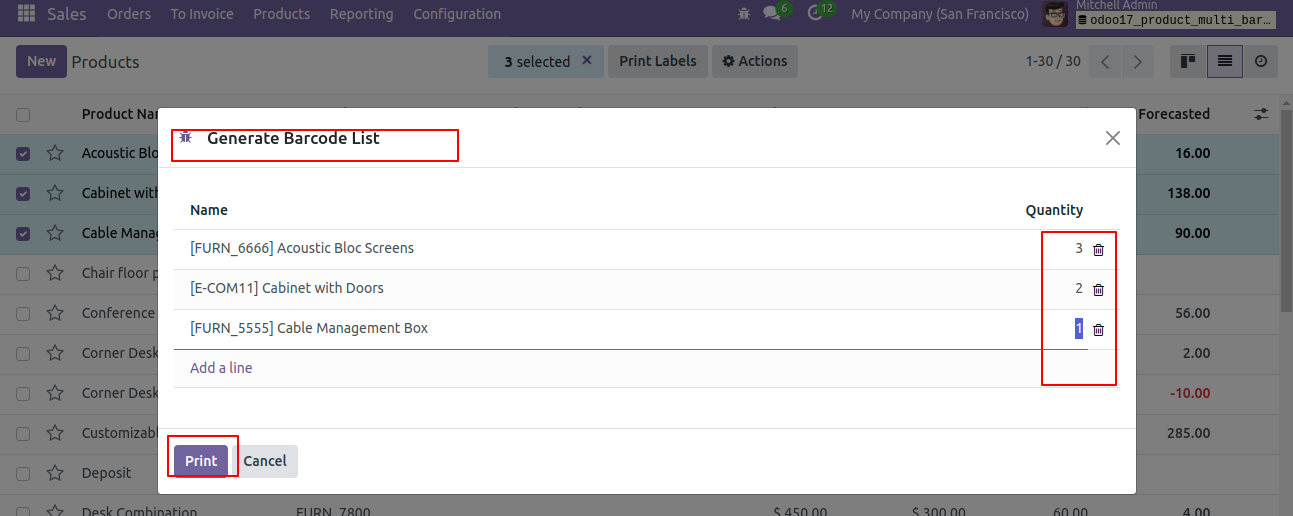 Sales Orders To Invoice Products Reporting Configuration 6 12 My Company (San Francisco) Mitchell Admin
odoo17_product_multi_bar...
New Products 3 selected × Print Labels Actions 1-30 / 30
Product Na Forecasted
Generate Barcode List
Acoustic Blo 16.00
Cabinet with 138.00
Name Quantity
Cable Mana 90.00
[FURN_6666] Acoustic Bloc Screens 3
Chair floor p
[E-COM11] Cabinet with Doors 2
Conference 56.00
[FURN_5555] Cable Management Box 1
Corner Desk 2.00
Add a line
Corner Desk -10.00
Customizab 285.00
Print Cancel
Deposit
Desk Combination FURN_7800 $ 450.00 $ 300.00 60.00 4.00